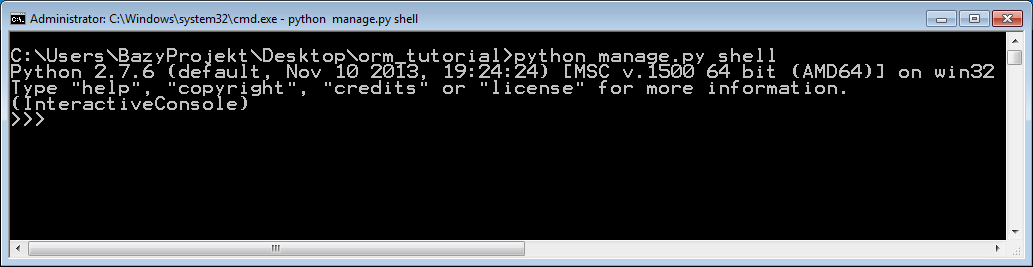 Administrator: C:\Windows\system32\cmd.exe - python  manage.py shell
C:\Users\BazyProjekt\Desktop\orm_tutorial>python manage.py shell
Python 2.7.6 (default, Nov 10 2013, 19:24:24) [MSC v.1500 64 bit (AMD64)] on win32
Type "help", "copyright", "credits" or "license" for more information.
(InteractiveConsole)
>>>